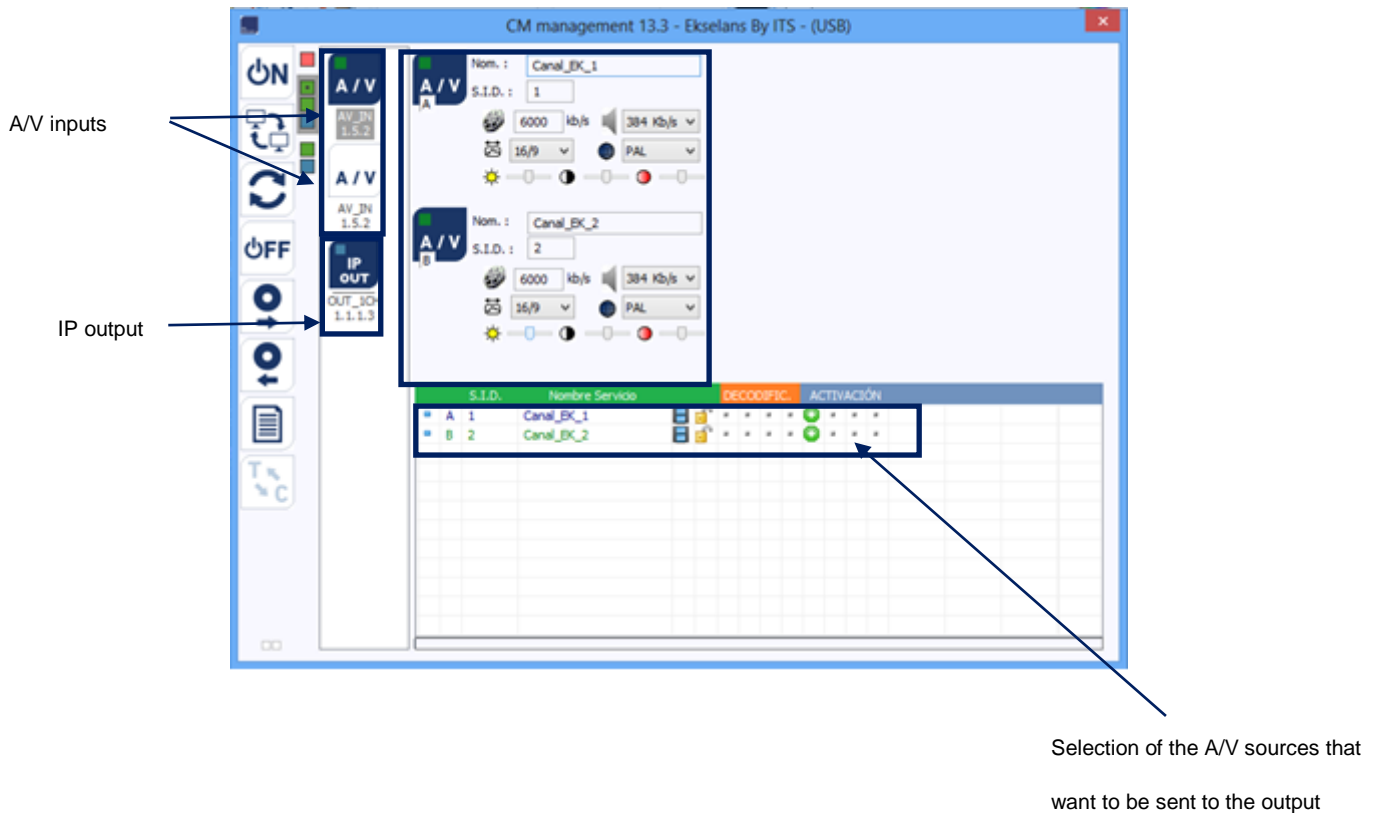 CM management 13.3 - Ekselans By ITS - (USB)
ON
OFF
T
C
A/V inputs
IP output
A / V
AV_IN
1.5.2
A / V
AV_IN
1.5.2
IP
OUT
OUT_1CH
1.1.1.3
A / V
A
Nom. : Canal_EK_1
S.I.D. : 1
6000 kb/s 384 Kb/s
16/9 PAL
A / V
B
Nom. : Canal_EK_2
S.I.D. : 2
6000 kb/s 384 Kb/s
16/9 PAL
S.I.D. Nombre Servicio DECODIFIC. ACTIVACIÓN
A 1 Canal_EK_1
B 2 Canal_EK_2
Selection of the A/V sources that
want to be sent to the output